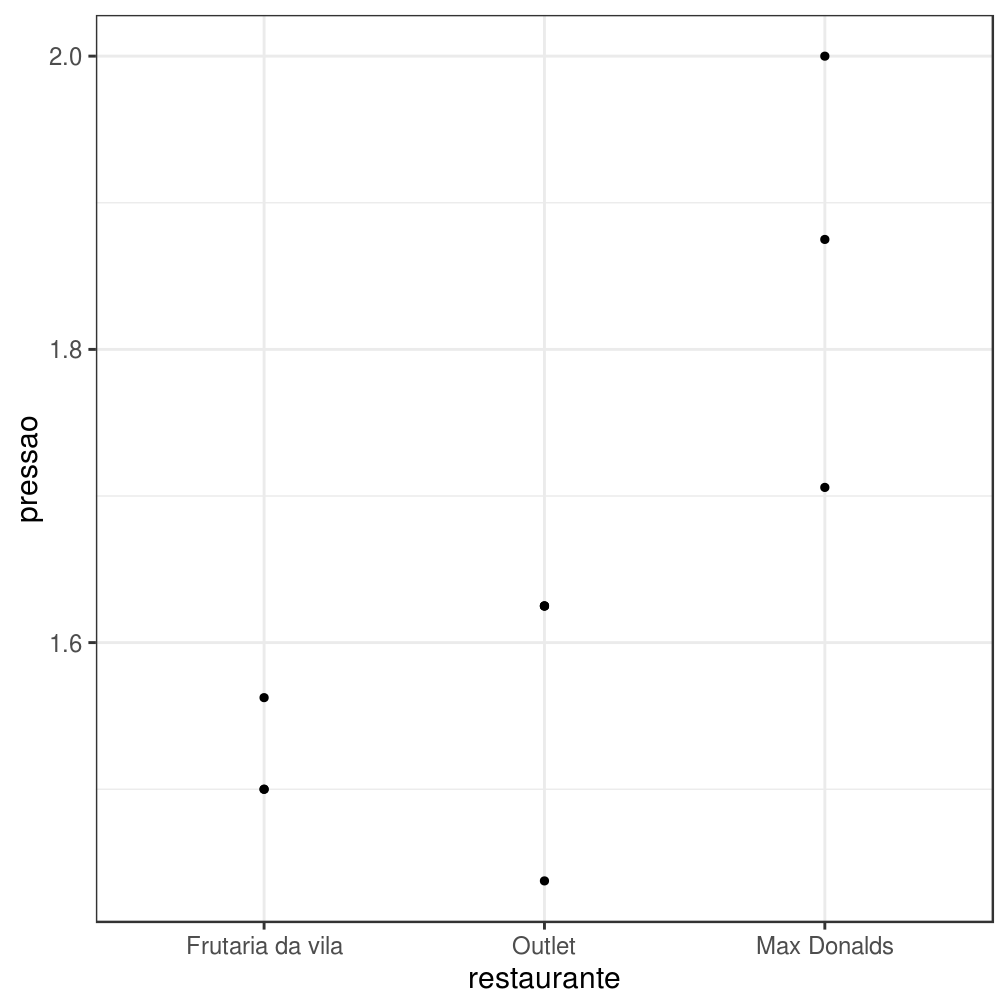 2.0
1.8
1.6
pressao
Frutaria da vila
Outlet
Max Donalds
restaurante